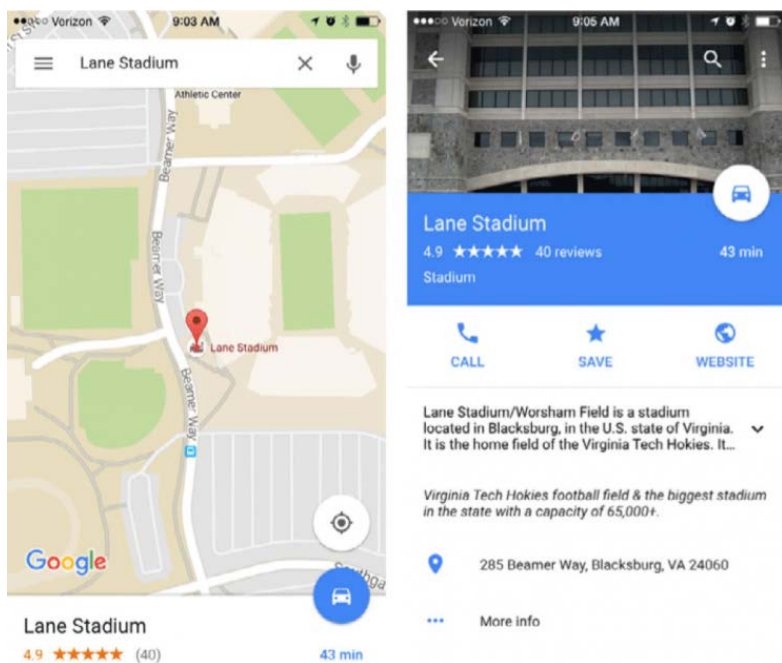 Verizon 9:03 AM
Lane Stadium
Athletic Center
Beamer Way
Beamer Way
Lane Stadium
Beamer Way
Google
Lane Stadium
4.9 (40) 43 min
Verizon 9:05 AM
Lane Stadium
4.9 40 reviews 43 min
Stadium
CALL SAVE WEBSITE
Lane Stadium/Worsham Field is a stadium
located in Blacksburg, in the U.S. state of Virginia.
It is the home field of the Virginia Tech Hokies. It...
Virginia Tech Hokies football field & the biggest stadium
in the state with a capacity of 65,000+.
285 Beamer Way, Blacksburg, VA 24060
More info